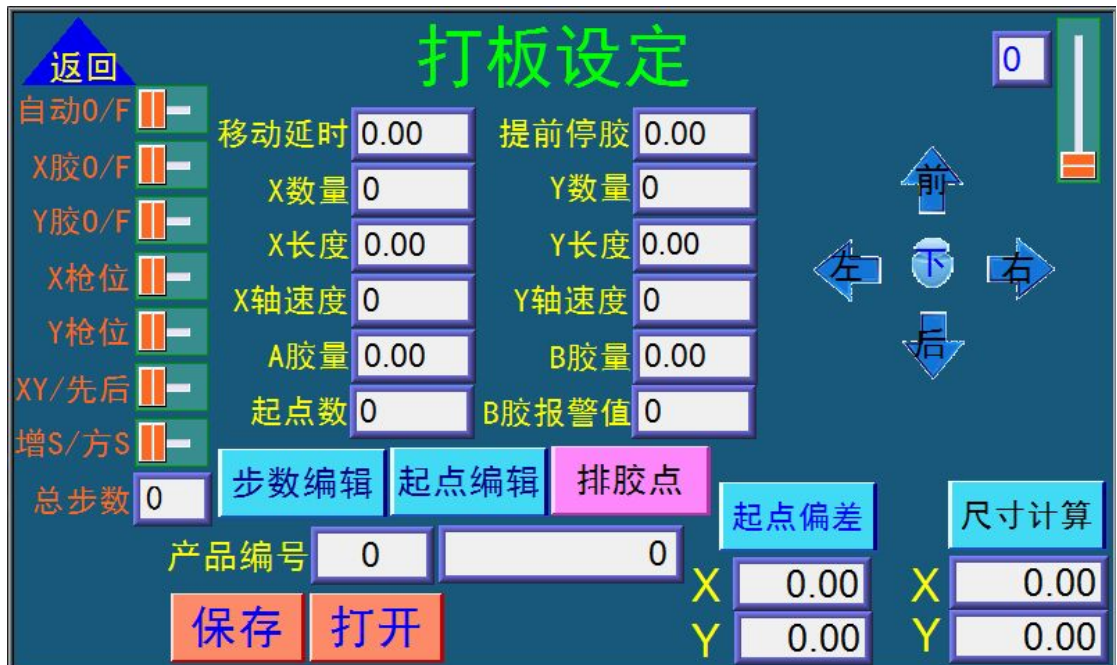 返回
打板设定
0
自动O/F
移动延时 0.00 提前停胶 0.00
X胶O/F
X数量 0 Y数量 0
前
Y胶O/F
X长度 0.00 Y长度 0.00
左 下 右
X枪位
X轴速度 0 Y轴速度 0
Y枪位
A胶量 0.00 B胶量 0.00
后
XY/先后
起点数 0 B胶报警值 0
增S/方S
步数编辑 起点编辑 排胶点
总步数 0
起点偏差 尺寸计算
产品编号 0 0
X 0.00 X 0.00
保存 打开
Y 0.00 Y 0.00